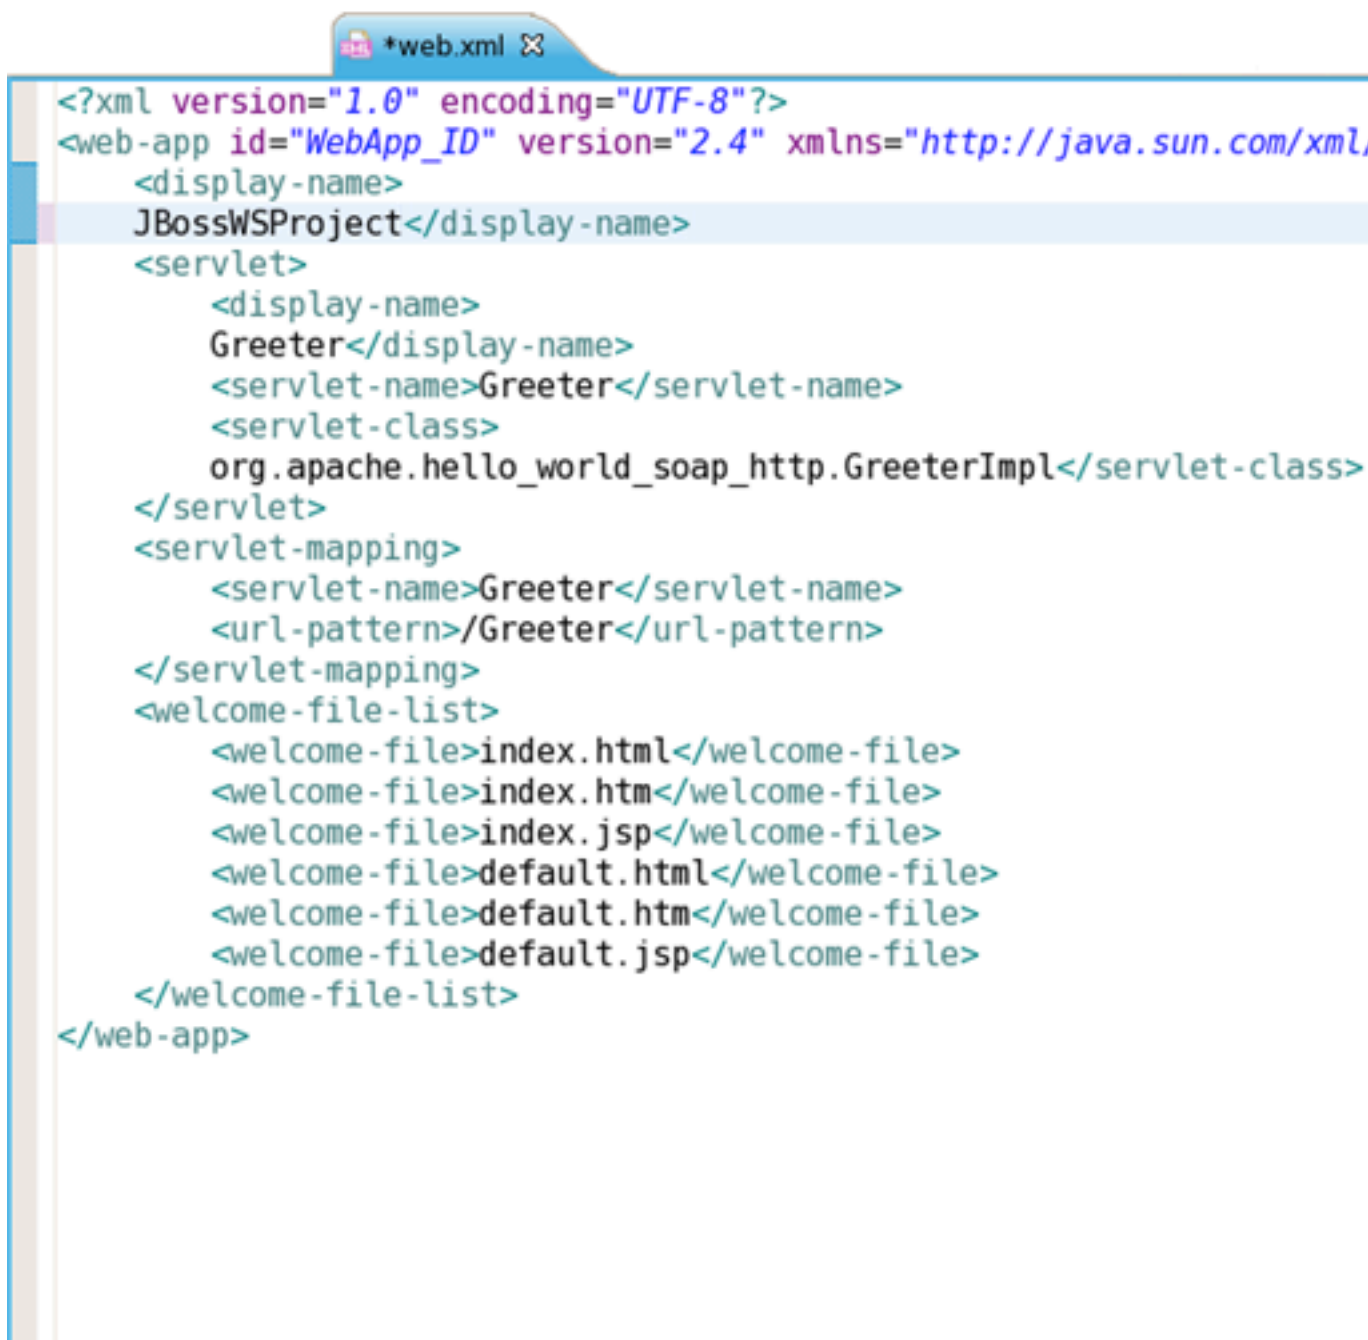 *web.xml
<?xml version="1.0" encoding="UTF-8"?>
<web-app id="WebApp_ID" version="2.4" xmlns="http://java.sun.com/xml/
    <display-name>
    JBossWSProject</display-name>
    <servlet>
        <display-name>
        Greeter</display-name>
        <servlet-name>Greeter</servlet-name>
        <servlet-class>
        org.apache.hello_world_soap_http.GreeterImpl</servlet-class>
    </servlet>
    <servlet-mapping>
        <servlet-name>Greeter</servlet-name>
        <url-pattern>/Greeter</url-pattern>
    </servlet-mapping>
    <welcome-file-list>
        <welcome-file>index.html</welcome-file>
        <welcome-file>index.htm</welcome-file>
        <welcome-file>index.jsp</welcome-file>
        <welcome-file>default.html</welcome-file>
        <welcome-file>default.htm</welcome-file>
        <welcome-file>default.jsp</welcome-file>
    </welcome-file-list>
</web-app>